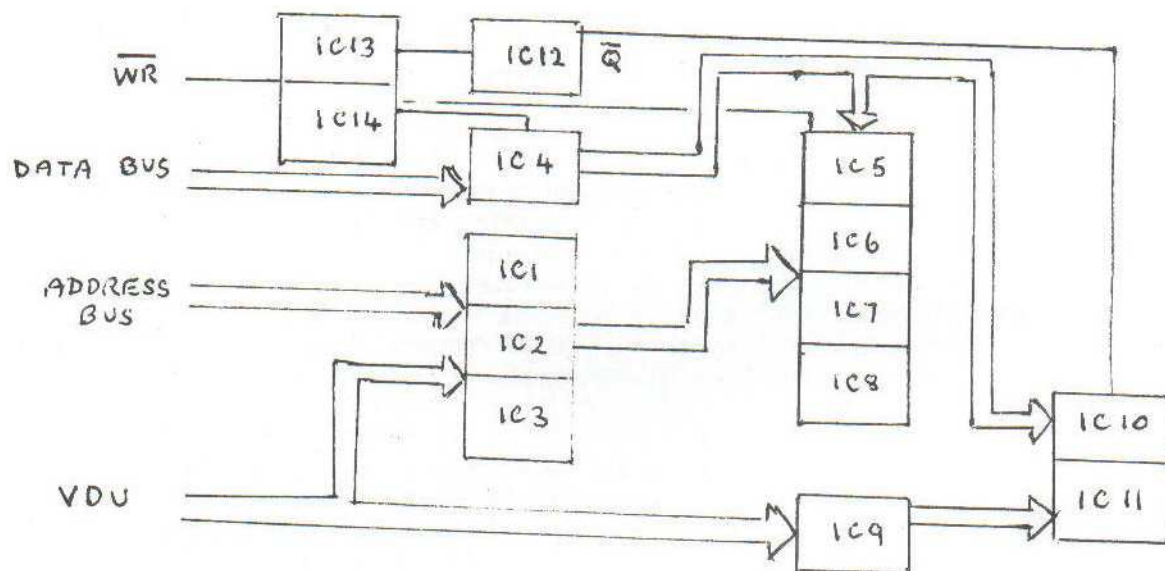 IC13
IC12
Q̅
W̅R̅
IC14
DATA BUS
IC4
IC5
IC6
ADDRESS
BUS
IC1
IC2
IC7
IC3
IC8
IC10
VDU
IC9
IC11